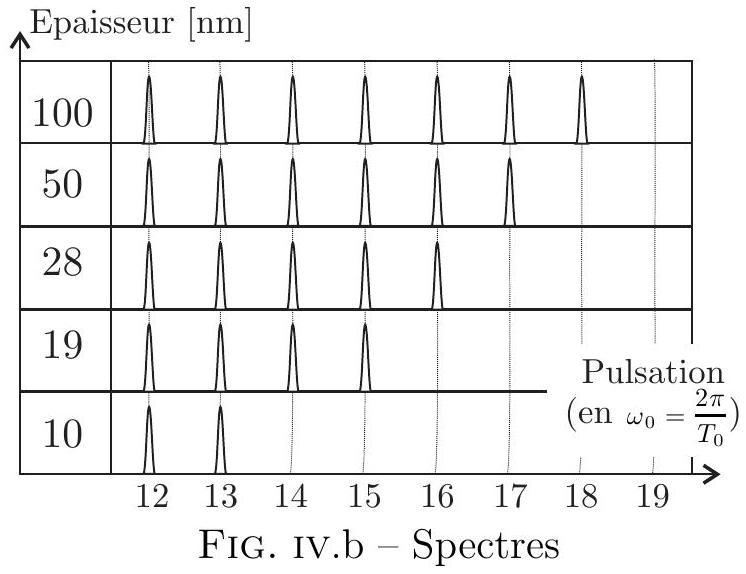 Epaisseur [nm]
100
50
28
19
Pulsation
(en ω₀ = 2π/T₀)
10
12 13 14 15 16 17 18 19
FIG. IV.b – Spectres